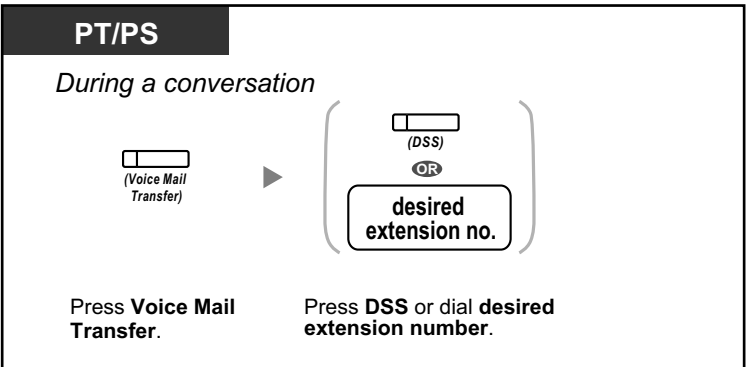 PT/PS
During a conversation
(DSS)
(Voice Mail
Transfer)
OR
desired
extension no.
Press Voice Mail
Transfer.
Press DSS or dial desired
extension number.